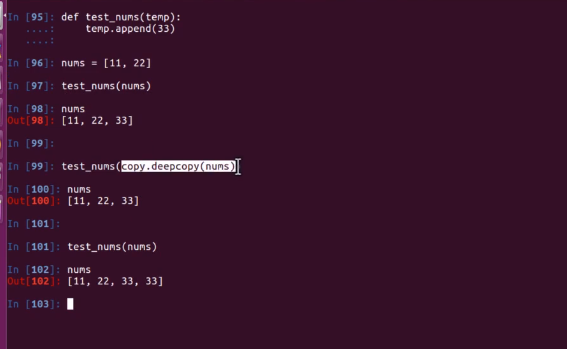 In [95]: def test_nums(temp):
....:     temp.append(33)
....:
In [96]: nums = [11, 22]
In [97]: test_nums(nums)
In [98]: nums
Out[98]: [11, 22, 33]
In [99]:
In [99]: test_nums(copy.deepcopy(nums)
In [100]: nums
Out[100]: [11, 22, 33]
In [101]:
In [101]: test_nums(nums)
In [102]: nums
Out[102]: [11, 22, 33, 33]
In [103]: